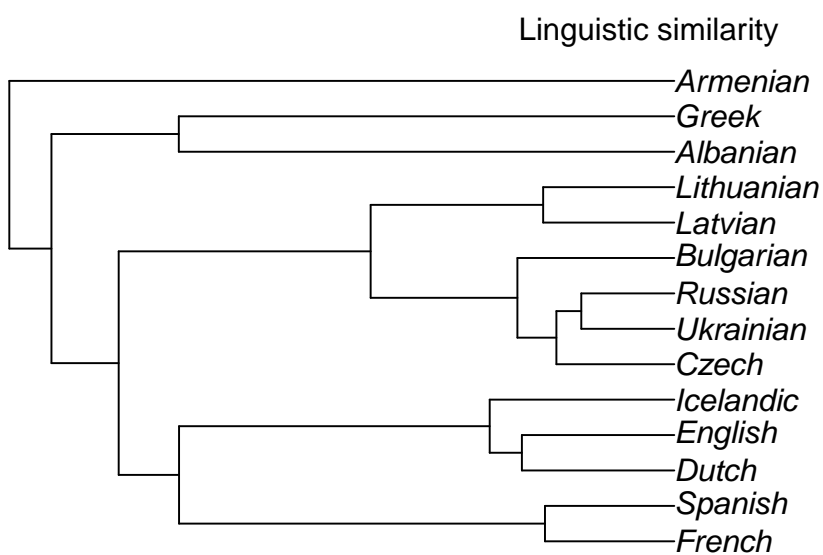 Linguistic similarity
Armenian
Greek
Albanian
Lithuanian
Latvian
Bulgarian
Russian
Ukrainian
Czech
Icelandic
English
Dutch
Spanish
French